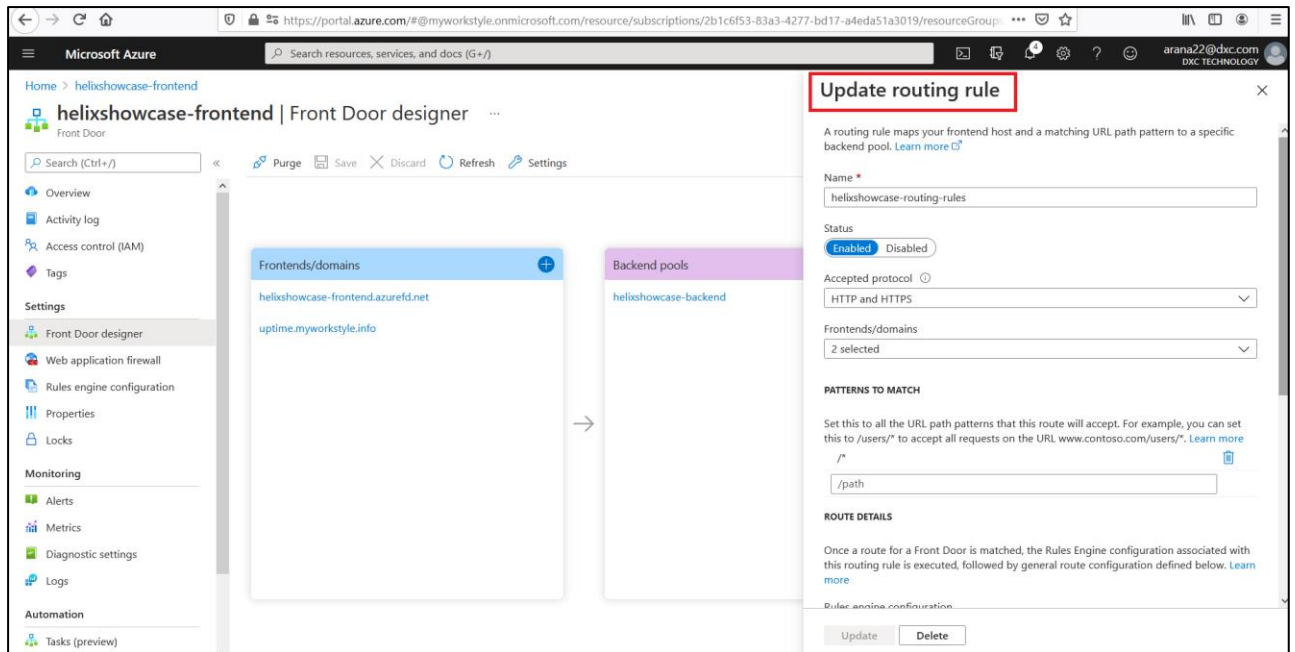 https://portal.azure.com/#@myworkstyle.onmicrosoft.com/resource/subscriptions/2b1c6f53-83a3-4277-bd17-a4eda51a3019/resourceGroups
Microsoft Azure
Search resources, services, and docs (G+/)
4
arana22@dxc.com
DXC TECHNOLOGY
Home > helixshowcase-frontend
helixshowcase-frontend | Front Door designer ...
Front Door
Search (Ctrl+/)
Overview
Activity log
Access control (IAM)
Tags
Settings
Front Door designer
Web application firewall
Rules engine configuration
Properties
Locks
Monitoring
Alerts
Metrics
Diagnostic settings
Logs
Automation
Tasks (preview)
Purge Save Discard Refresh Settings
Frontends/domains
helixshowcase-frontend.azurefd.net
uptime.myworkstyle.info
Backend pools
helixshowcase-backend
Update routing rule
A routing rule maps your frontend host and a matching URL path pattern to a specific
backend pool. Learn more
Name *
helixshowcase-routing-rules
Status
Enabled Disabled
Accepted protocol
HTTP and HTTPS
Frontends/domains
2 selected
PATTERNS TO MATCH
Set this to all the URL path patterns that this route will accept. For example, you can set
this to /users/* to accept all requests on the URL www.contoso.com/users/*. Learn more
/*
/path
ROUTE DETAILS
Once a route for a Front Door is matched, the Rules Engine configuration associated with
this routing rule is executed, followed by general route configuration defined below. Learn
more
Rules engine configuration
Update Delete